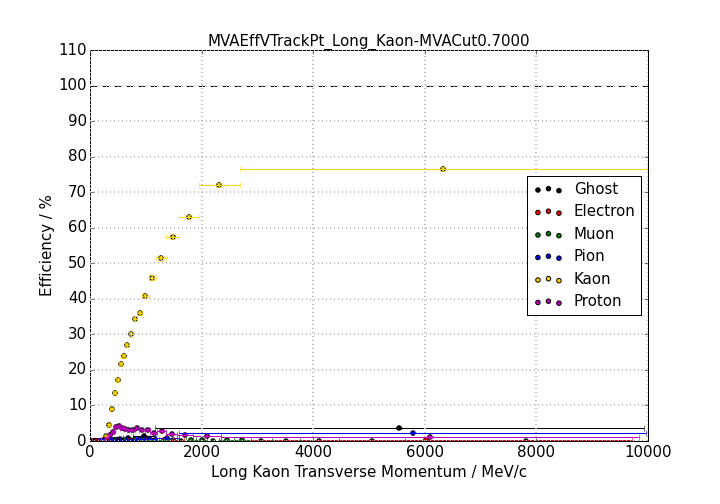 MVAEffVTrackPt_Long_Kaon-MVACut0.7000
110
100
90
80
70
60
50
40
30
20
10
0
Efficiency / %
Ghost
Electron
Muon
Pion
Kaon
Proton
0 2000 4000 6000 8000 10000
Long Kaon Transverse Momentum / MeV/c